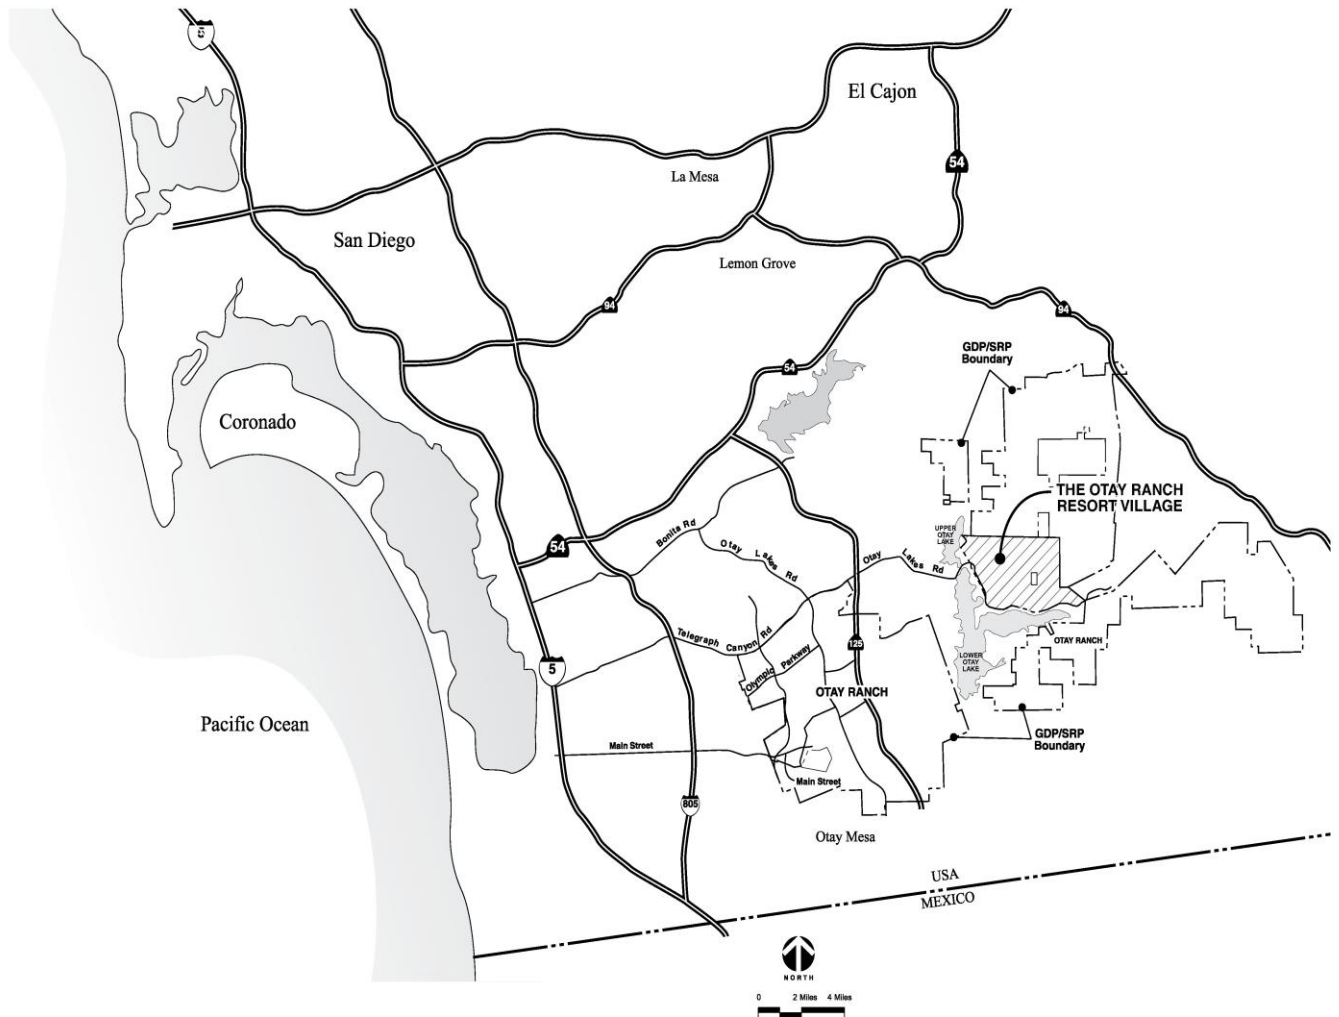 5
El Cajon
54
La Mesa
San Diego
Lemon Grove
94
94
GDP/SRP
Boundary
54
Coronado
THE OTAY RANCH
RESORT VILLAGE
UPPER
OTAY
LAKE
Bonita Rd
54
Otay Lakes Rd
Otay Lakes Rd
Telegraph Canyon Rd
125
OTAY RANCH
LOWER
OTAY
LAKE
5
Olympic Parkway
OTAY RANCH
Pacific Ocean
GDP/SRP
Boundary
Main Street
Main Street
805
Otay Mesa
USA
MEXICO
NORTH
0 2 Miles 4 Miles